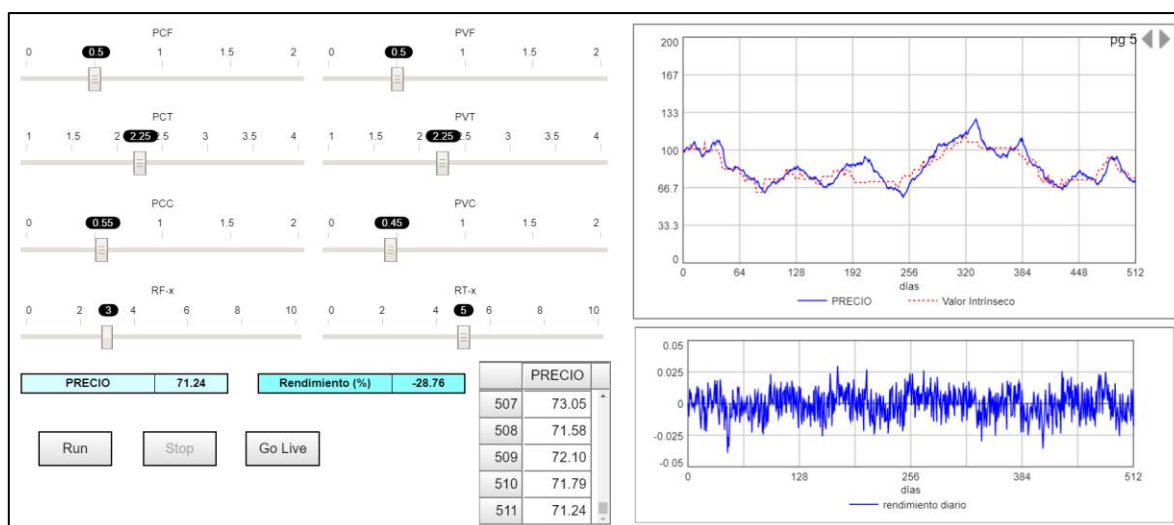 PCF
0 0.5 1 1.5 2
PVF
0 0.5 1 1.5 2
PCT
1 1.5 2 2.25 2.5 3 3.5 4
PVT
1 1.5 2 2.25 2.5 3 3.5 4
PCC
0 0.55 1 1.5 2
PVC
0 0.45 1 1.5 2
RF-x
0 2 3 4 6 8 10
RT-x
0 2 4 5 6 8 10
PRECIO 71.24
Rendimiento (%) -28.76
Run
Stop
Go Live
PRECIO
507 73.05
508 71.58
509 72.10
510 71.79
511 71.24
pg 5
200
167
133
100
66.7
33.3
0
0 64 128 192 256 320 384 448 512
días
PRECIO
Valor Intrínseco
0.05
0.025
0
-0.025
-0.05
0 128 256 384 512
días
rendimiento diario